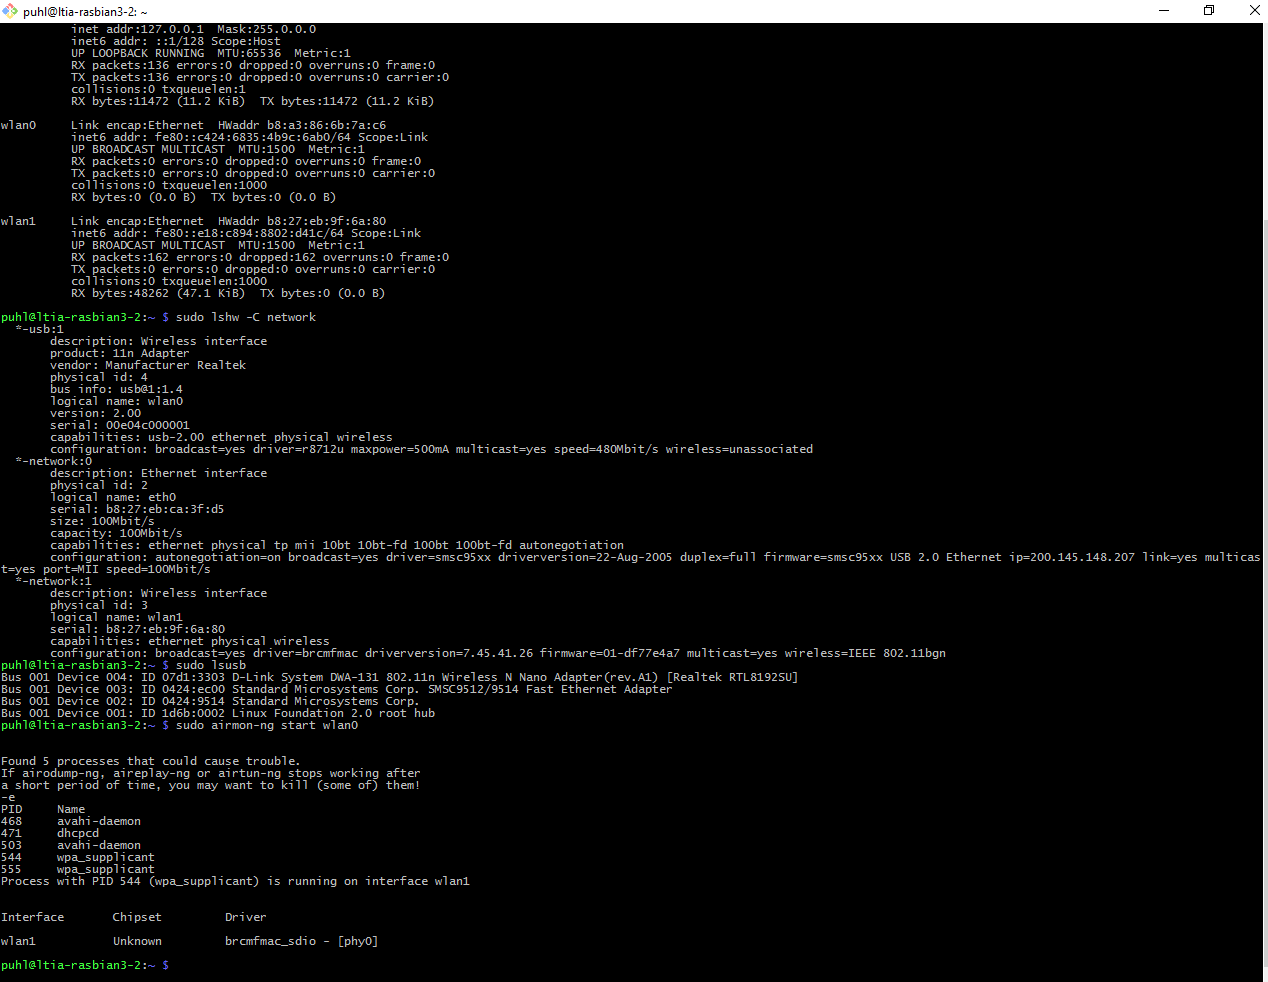 puhl@ltia-rasbian3-2: ~
inet addr:127.0.0.1  Mask:255.0.0.0
inet6 addr: ::1/128 Scope:Host
UP LOOPBACK RUNNING  MTU:65536  Metric:1
RX packets:136 errors:0 dropped:0 overruns:0 frame:0
TX packets:136 errors:0 dropped:0 overruns:0 carrier:0
collisions:0 txqueuelen:1
RX bytes:11472 (11.2 KiB)  TX bytes:11472 (11.2 KiB)
wlan0     Link encap:Ethernet  HWaddr b8:a3:86:6b:7a:c6
inet6 addr: fe80::c424:6835:4b9c:6ab0/64 Scope:Link
UP BROADCAST MULTICAST  MTU:1500  Metric:1
RX packets:0 errors:0 dropped:0 overruns:0 frame:0
TX packets:0 errors:0 dropped:0 overruns:0 carrier:0
collisions:0 txqueuelen:1000
RX bytes:0 (0.0 B)  TX bytes:0 (0.0 B)
wlan1     Link encap:Ethernet  HWaddr b8:27:eb:9f:6a:80
inet6 addr: fe80::e18:c894:8802:d41c/64 Scope:Link
UP BROADCAST MULTICAST  MTU:1500  Metric:1
RX packets:162 errors:0 dropped:162 overruns:0 frame:0
TX packets:0 errors:0 dropped:0 overruns:0 carrier:0
collisions:0 txqueuelen:1000
RX bytes:48262 (47.1 KiB)  TX bytes:0 (0.0 B)
puhl@ltia-rasbian3-2:~ $ sudo lshw -C network
*-usb:1
description: Wireless interface
product: 11n Adapter
vendor: Manufacturer Realtek
physical id: 4
bus info: usb@1:1.4
logical name: wlan0
version: 2.00
serial: 00e04c000001
capabilities: usb-2.00 ethernet physical wireless
configuration: broadcast=yes driver=r8712u maxpower=500mA multicast=yes speed=480Mbit/s wireless=unassociated
*-network:0
description: Ethernet interface
physical id: 2
logical name: eth0
serial: b8:27:eb:ca:3f:d5
size: 100Mbit/s
capacity: 100Mbit/s
capabilities: ethernet physical tp mii 10bt 10bt-fd 100bt 100bt-fd autonegotiation
configuration: autonegotiation=on broadcast=yes driver=smsc95xx driverversion=22-Aug-2005 duplex=full firmware=smsc95xx USB 2.0 Ethernet ip=200.145.148.207 link=yes multicas
t=yes port=MII speed=100Mbit/s
*-network:1
description: Wireless interface
physical id: 3
logical name: wlan1
serial: b8:27:eb:9f:6a:80
capabilities: ethernet physical wireless
configuration: broadcast=yes driver=brcmfmac driverversion=7.45.41.26 firmware=01-df77e4a7 multicast=yes wireless=IEEE 802.11bgn
puhl@ltia-rasbian3-2:~ $ sudo lsusb
Bus 001 Device 004: ID 07d1:3303 D-Link System DWA-131 802.11n Wireless N Nano Adapter(rev.A1) [Realtek RTL8192SU]
Bus 001 Device 003: ID 0424:ec00 Standard Microsystems Corp. SMSC9512/9514 Fast Ethernet Adapter
Bus 001 Device 002: ID 0424:9514 Standard Microsystems Corp.
Bus 001 Device 001: ID 1d6b:0002 Linux Foundation 2.0 root hub
puhl@ltia-rasbian3-2:~ $ sudo airmon-ng start wlan0
Found 5 processes that could cause trouble.
If airodump-ng, aireplay-ng or airtun-ng stops working after
a short period of time, you may want to kill (some of) them!
-e
PID     Name
468     avahi-daemon
471     dhcpcd
503     avahi-daemon
544     wpa_supplicant
555     wpa_supplicant
Process with PID 544 (wpa_supplicant) is running on interface wlan1
Interface       Chipset         Driver
wlan1           Unknown         brcmfmac_sdio - [phy0]
puhl@ltia-rasbian3-2:~ $